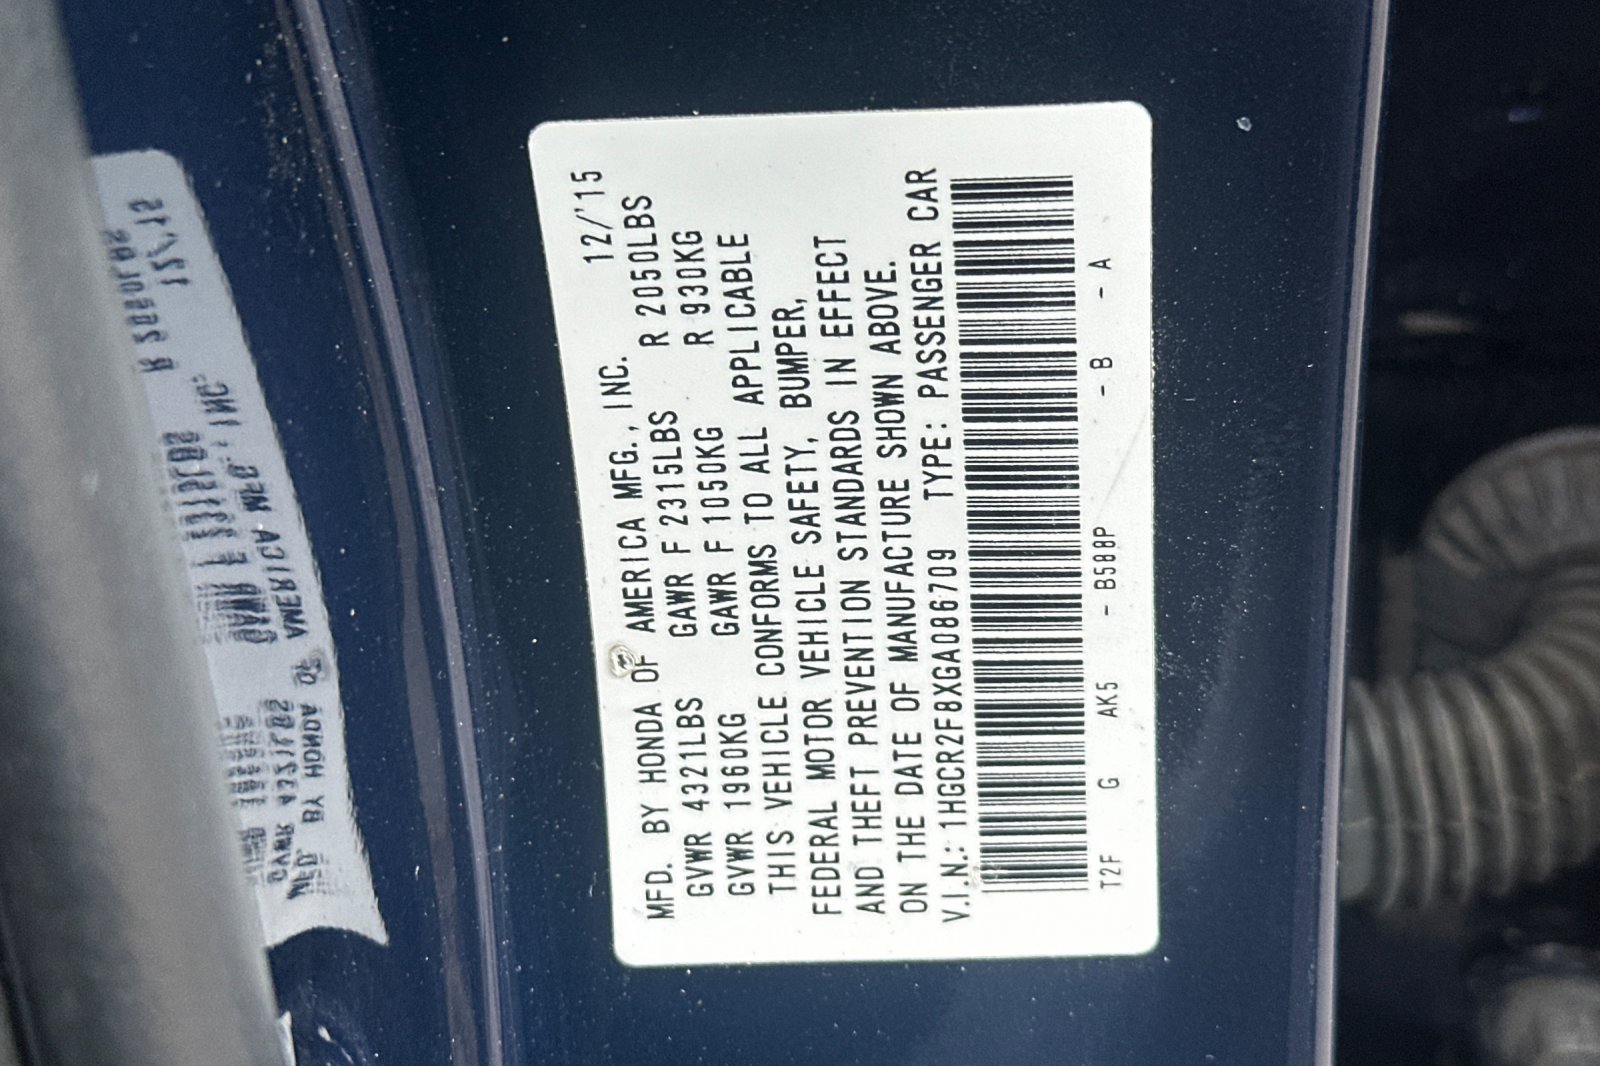 MFD. BY HONDA OF AMERICA MFG., INC. 12/'15
GVWR 4321LBS GAWR F 2315LBS R 2050LBS
GVWR 1960KG GAWR F 1050KG R 930KG
THIS VEHICLE CONFORMS TO ALL APPLICABLE
FEDERAL MOTOR VEHICLE SAFETY, BUMPER,
AND THEFT PREVENTION STANDARDS IN EFFECT
ON THE DATE OF MANUFACTURE SHOWN ABOVE.
V.I.N.: 1HGCR2F8XGA086709 TYPE: PASSENGER CAR
T2F G AK5 - B588P - B - A